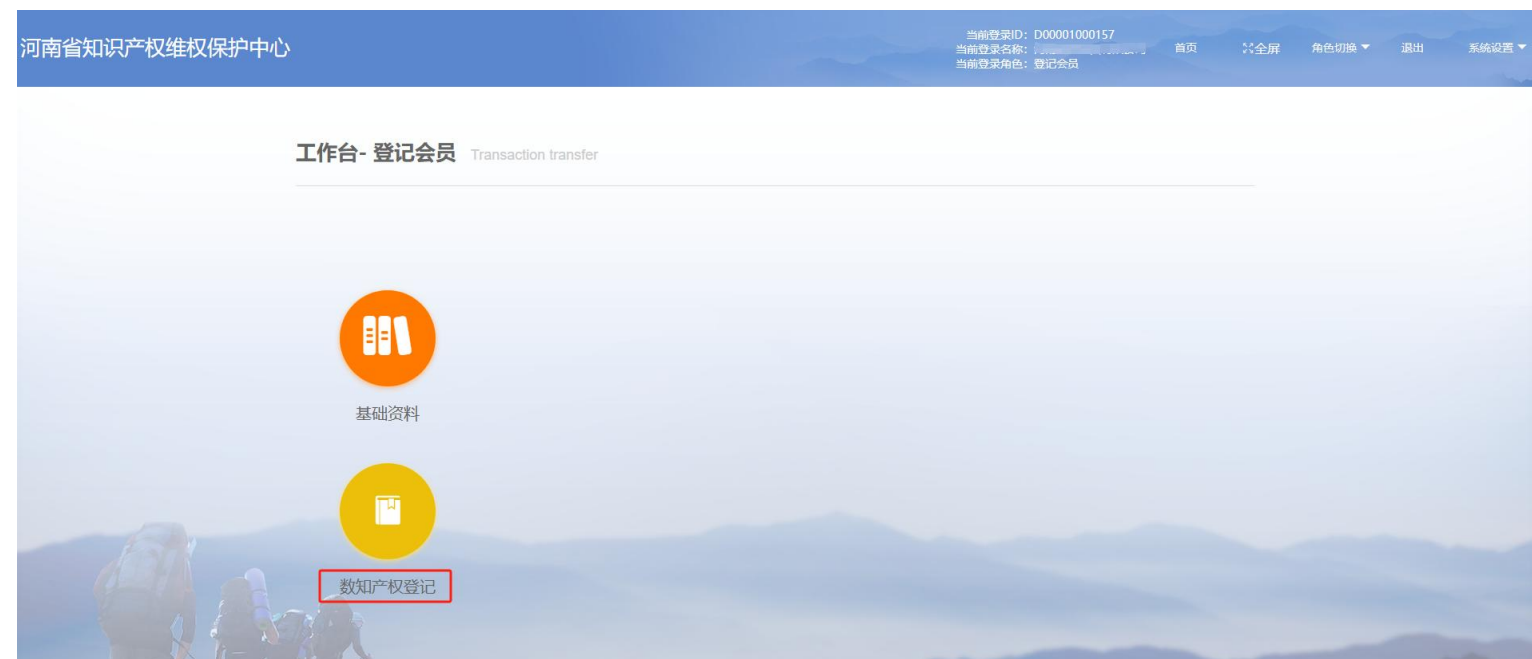 河南省知识产权维权保护中心
当前登录ID: D00001000157
当前登录名称:
当前登录角色: 登记会员
首页
全屏
角色切换
退出
系统设置
工作台- 登记会员 Transaction transfer
基础资料
数知产权登记